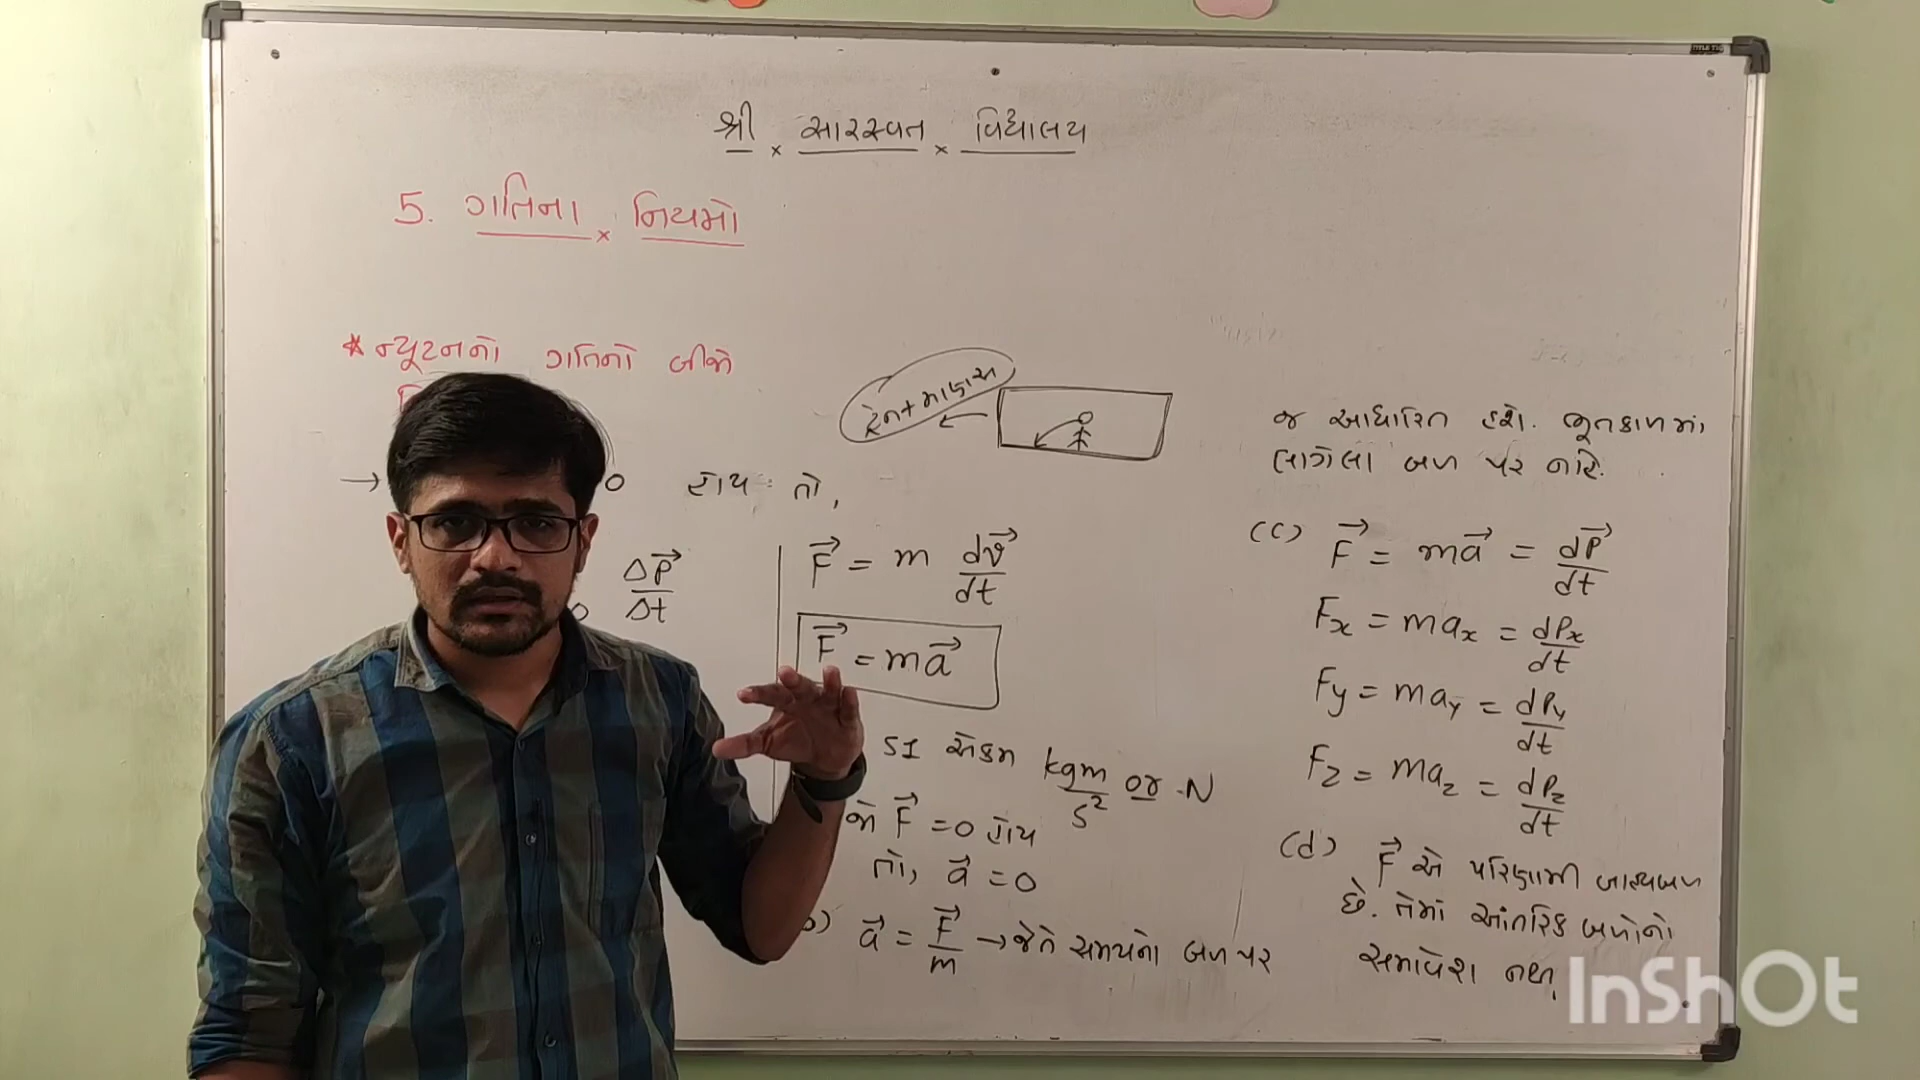 શ્રી × સારસ્વત × વિદ્યાલય
5. ગતિના × નિયમો
* ન્યૂટનનો ગતિનો બીજો
→ 0 હોય તો,
Δp⃗/Δt
F⃗ = m dv⃗/dt
F⃗ = ma⃗
SI એકમ kgm/s² or N
જો F⃗ = 0 હોય
તો, a⃗ = 0
b) a⃗ = F⃗/m → જેતે સમયના બળ પર
ટ્રેન + માણસ
જ આધારિત હશે. ભૂતકાળમાં,
લાગેલા બળ પર નહિ.
(c) F⃗ = ma⃗ = dp⃗/dt
Fx = max = dPx/dt
Fy = may = dPy/dt
Fz = maz = dPz/dt
(d) F⃗ એ પરિણામી બાહ્યબળ
છે. તેમાં આંતરિક બળોનો
સમાવેશ નથી.
InShOt